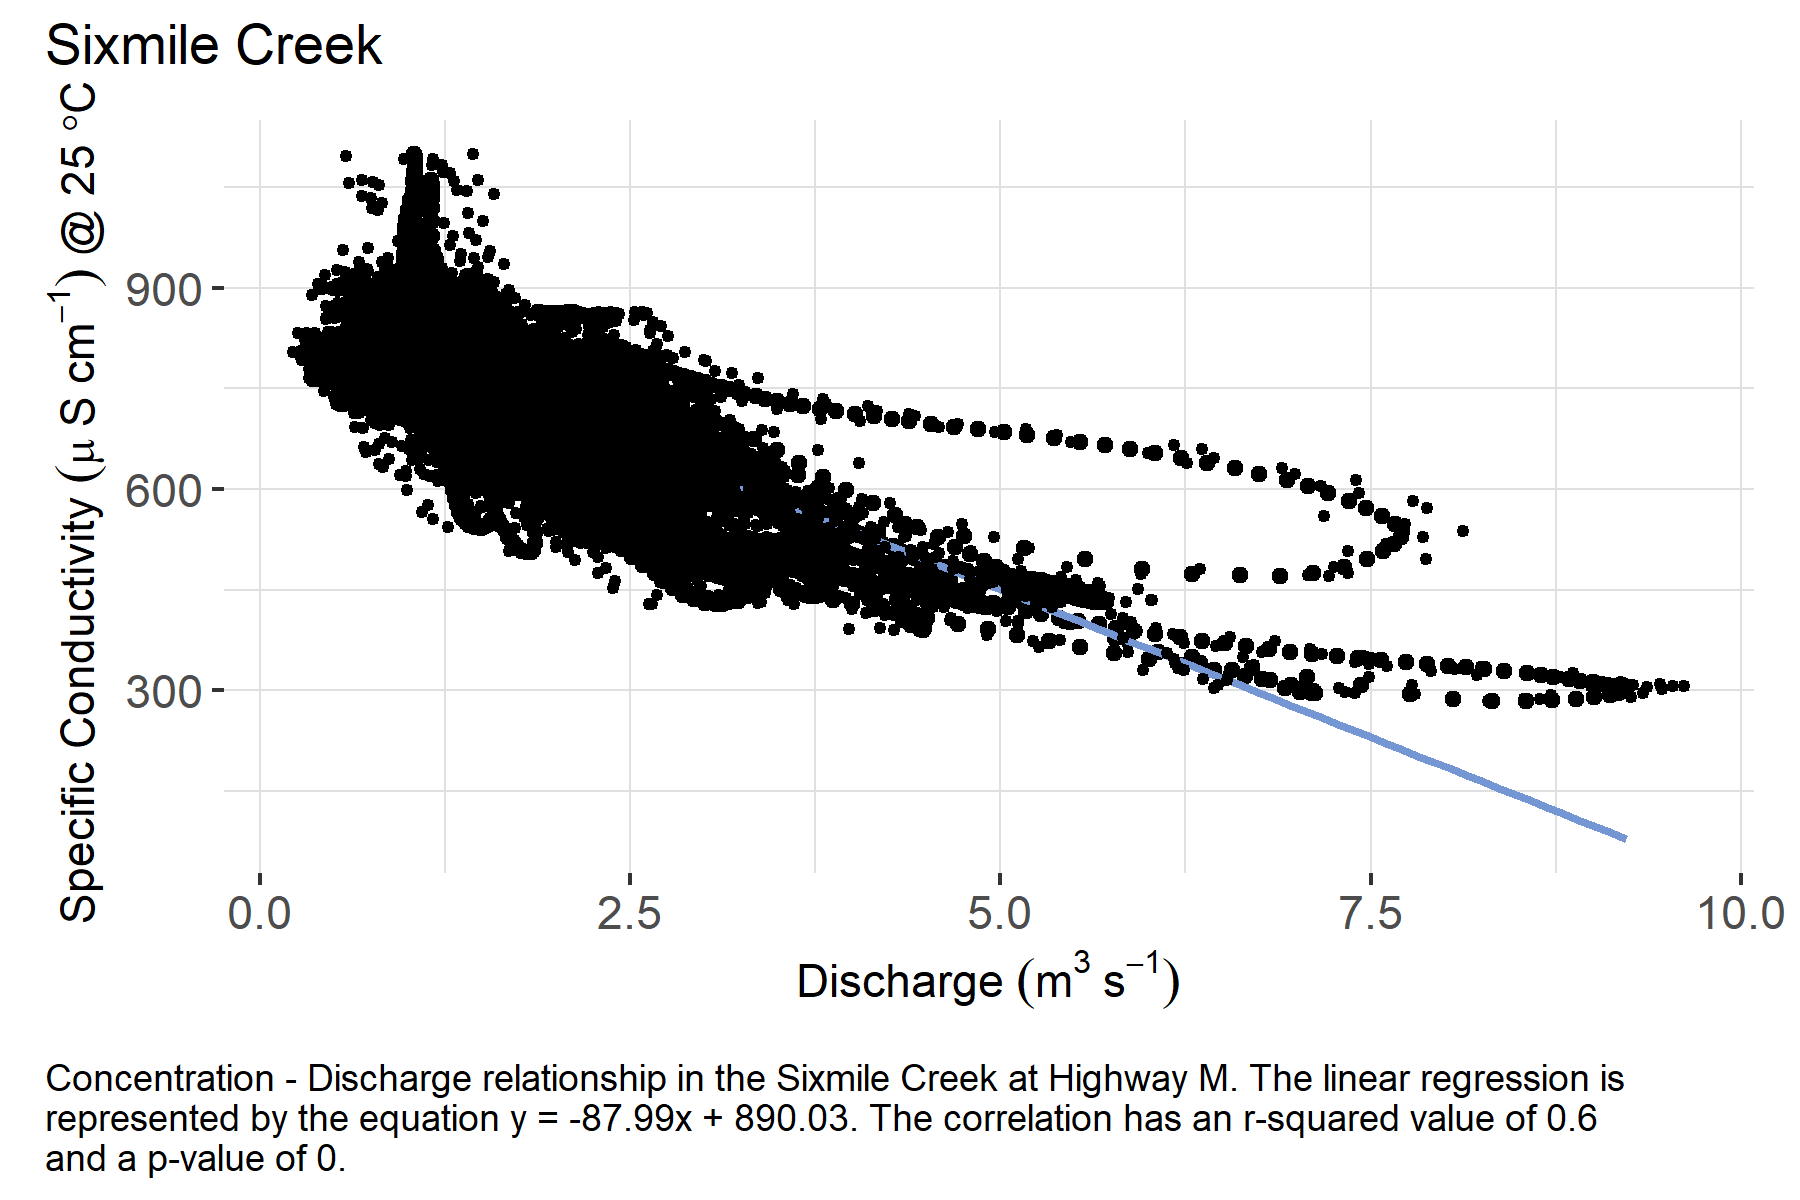 Sixmile Creek
Specific Conductivity (μ S cm⁻¹) @ 25 °C
900
600
300
0.0 2.5 5.0 7.5 10.0
Discharge (m³ s⁻¹)
Concentration - Discharge relationship in the Sixmile Creek at Highway M. The linear regression is
represented by the equation y = -87.99x + 890.03. The correlation has an r-squared value of 0.6
and a p-value of 0.